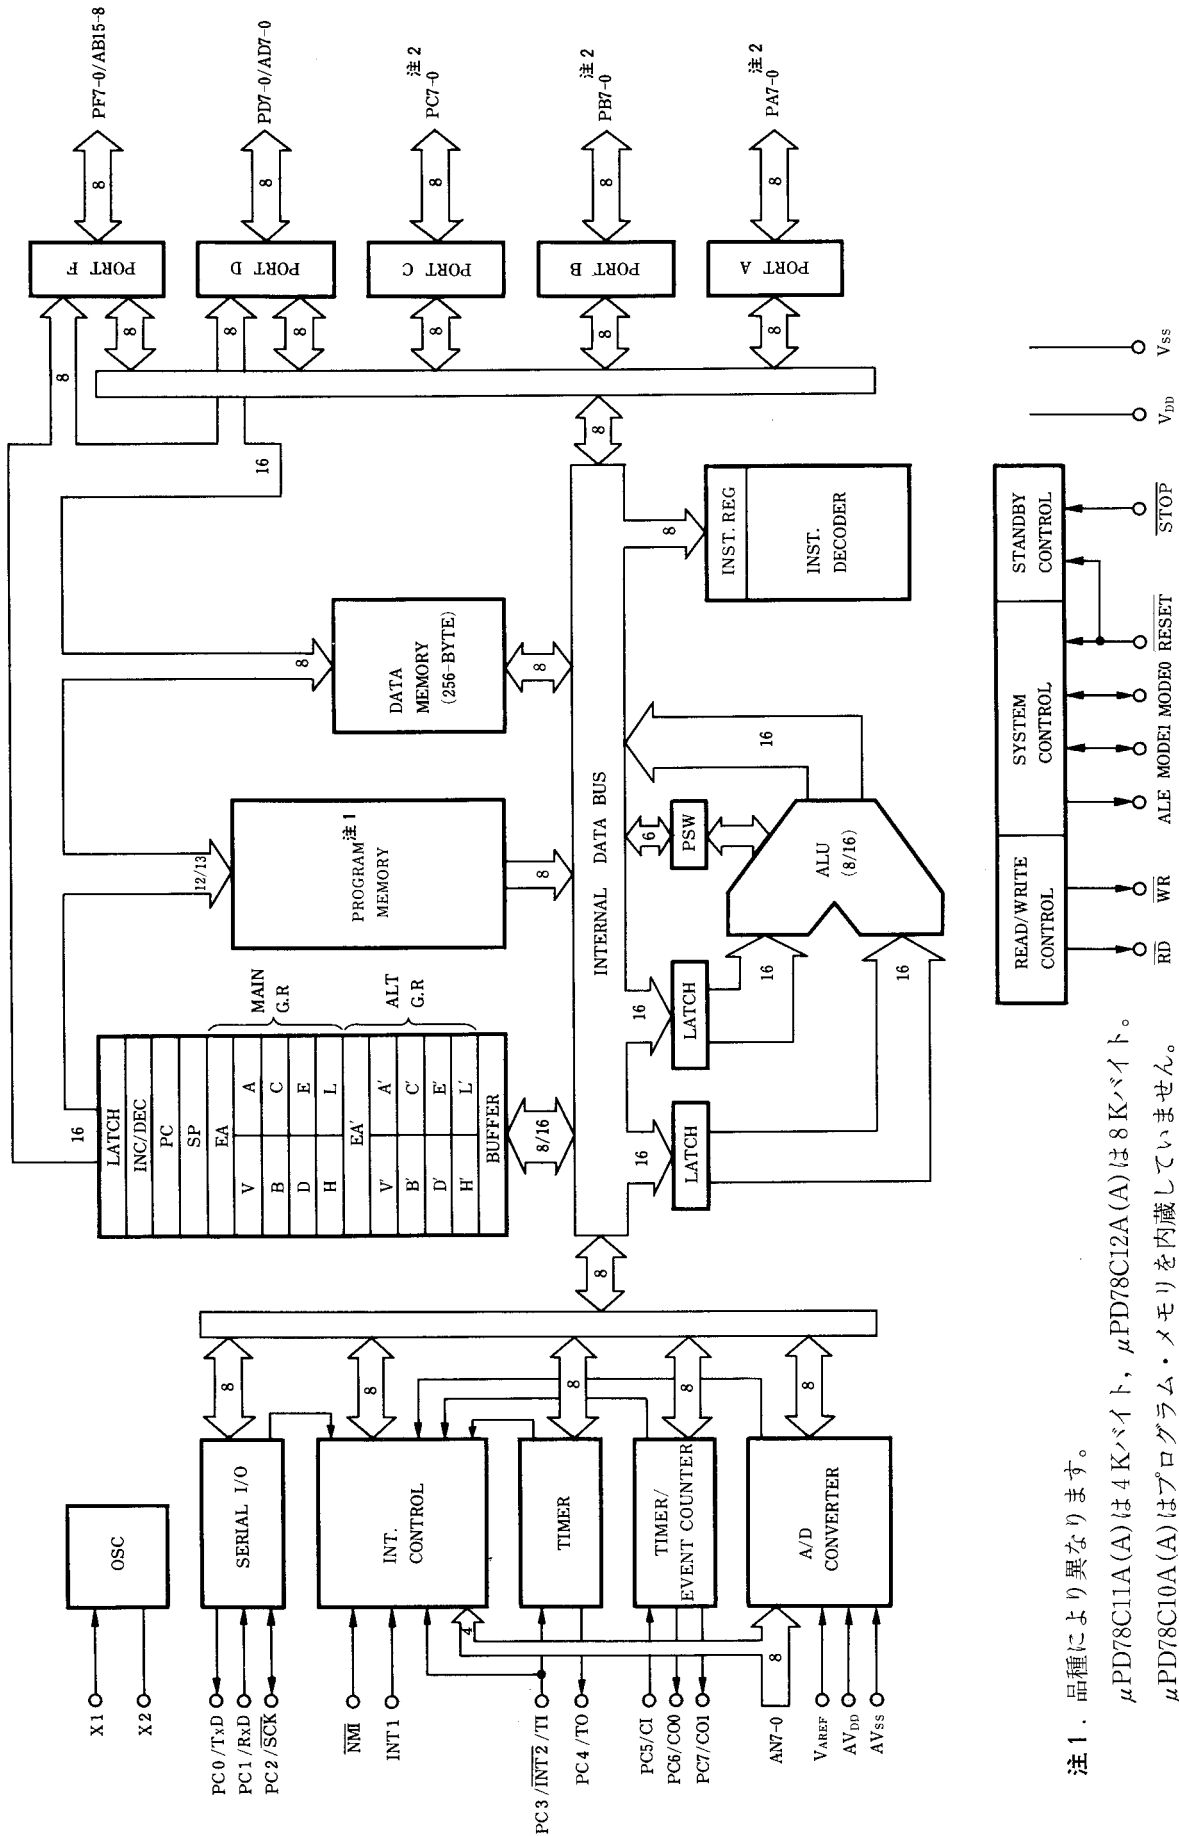 X1
X2
OSC
PC0/TxD
PC1/RxD
PC2/S̅C̅K̅
SERIAL I/O
8
N̅M̅I̅
INT1
INT.
CONTROL
8
4
PC3/I̅N̅T̅2̅/TI
PC4/TO
TIMER
8
PC5/CI
PC6/CO0
PC7/CO1
TIMER/
EVENT COUNTER
8
AN7-0
8
VAREF
AVDD
AVSS
A/D
CONVERTER
8
8
16
LATCH
INC/DEC
PC
SP
EA
V A
B C
D E
H L
EA′
V′ A′
B′ C′
D′ E′
H′ L′
BUFFER
MAIN
G.R
ALT
G.R
8/16
12/13
PROGRAM注1
MEMORY
8
8
DATA
MEMORY
(256-BYTE)
8
16
INTERNAL DATA BUS
16
LATCH
16
LATCH
16
16
6
PSW
ALU
(8/16)
16
8
INST. REG
INST.
DECODER
8
8
PORT F
8
8
PF7-0/AB15-8
8
PORT D
8
8
PD7-0/AD7-0
8
PORT C
8
PC7-0注2
8
PORT B
8
PB7-0注2
8
PORT A
8
PA7-0注2
READ/WRITE
CONTROL
SYSTEM
CONTROL
STANDBY
CONTROL
R̅D̅
W̅R̅
ALE
MODE1
MODE0
R̅E̅S̅E̅T̅
S̅T̅O̅P̅
VDD
VSS
注1. 品種により異なります。
μPD78C11A(A)は4Kバイト, μPD78C12A(A)は8Kバイト。
μPD78C10A(A)はプログラム・メモリを内蔵していません。